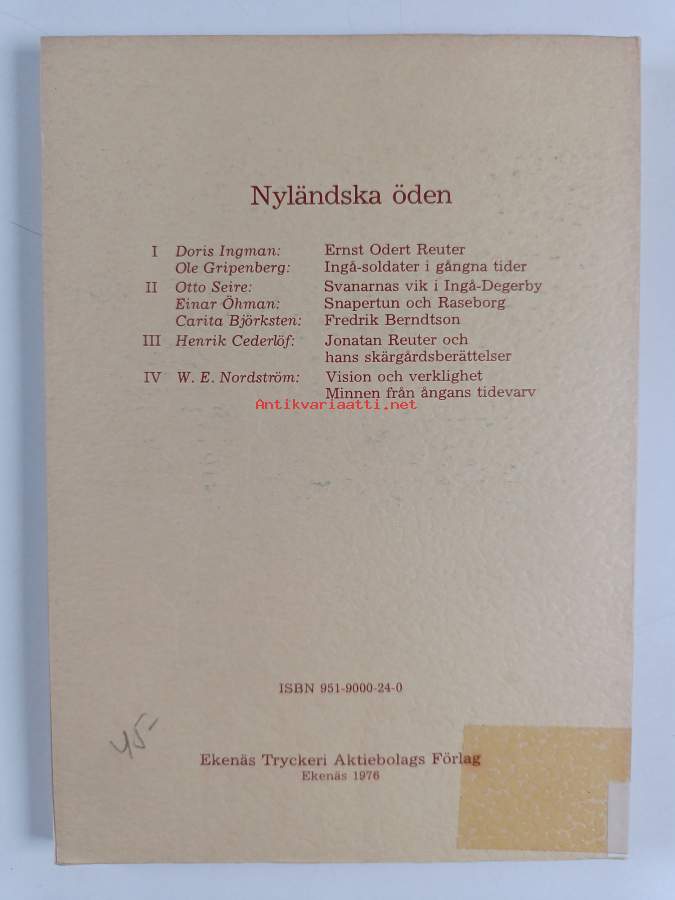 Nyländska öden
I Doris Ingman: Ernst Odert Reuter
Ole Gripenberg: Ingå-soldater i gångna tider
II Otto Seire: Svanarnas vik i Ingå-Degerby
Einar Öhman: Snapertun och Raseborg
Carita Björksten: Fredrik Berndtson
III Henrik Cederlöf: Jonatan Reuter och
hans skärgårdsberättelser
IV W. E. Nordström: Vision och verklighet
Minnen från ångans tidevarv
Antikvariaatti.net
ISBN 951-9000-24-0
45-
Ekenäs Tryckeri Aktiebolags Förlag
Ekenäs 1976